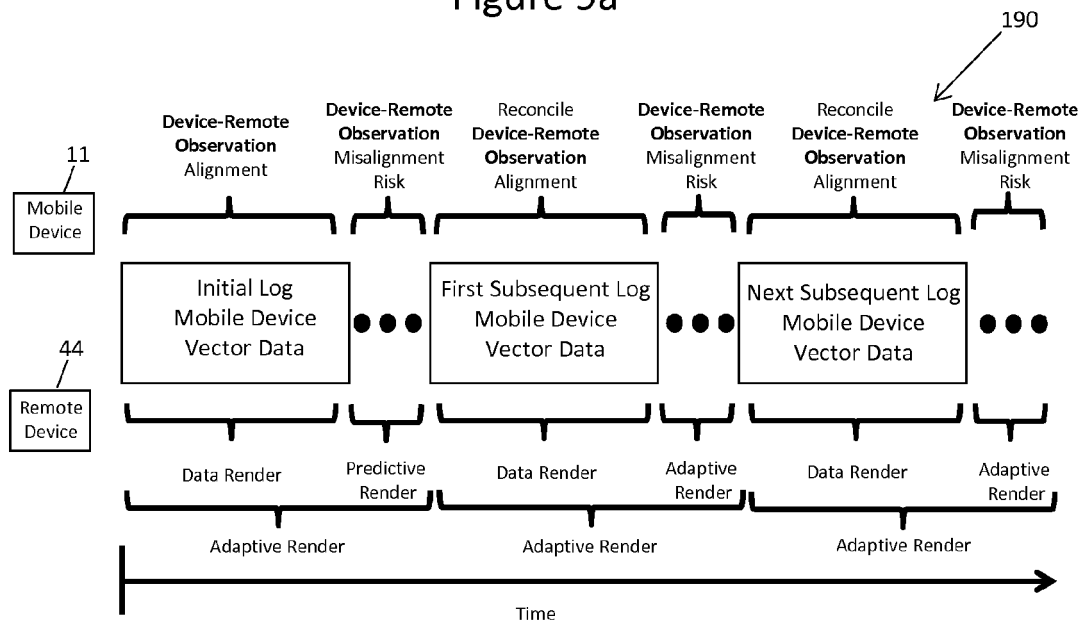 Figure 9a
190
Device-Remote
Observation
Alignment
Device-Remote
Observation
Misalignment
Risk
Reconcile
Device-Remote
Observation
Alignment
Device-Remote
Observation
Misalignment
Risk
Reconcile
Device-Remote
Observation
Alignment
Device-Remote
Observation
Misalignment
Risk
11
Mobile
Device
Initial Log
Mobile Device
Vector Data
First Subsequent Log
Mobile Device
Vector Data
Next Subsequent Log
Mobile Device
Vector Data
44
Remote
Device
Data Render
Predictive
Render
Data Render
Adaptive
Render
Data Render
Adaptive
Render
Adaptive Render
Adaptive Render
Adaptive Render
Time